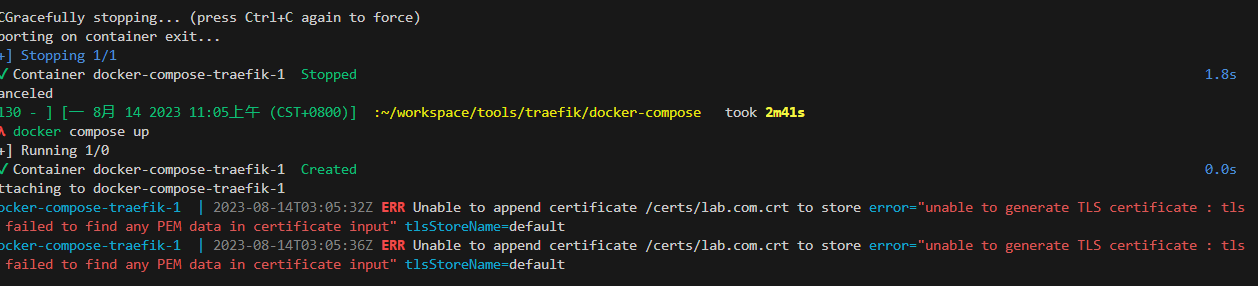 CGracefully stopping... (press Ctrl+C again to force)
porting on container exit...
+] Stopping 1/1
✓ Container docker-compose-traefik-1 Stopped 1.8s
anceled
130 - ] [一 8月 14 2023 11:05上午 (CST+0800)] :~/workspace/tools/traefik/docker-compose took 2m41s
λ docker compose up
+] Running 1/0
✓ Container docker-compose-traefik-1 Created 0.0s
ttaching to docker-compose-traefik-1
ocker-compose-traefik-1 | 2023-08-14T03:05:32Z ERR Unable to append certificate /certs/lab.com.crt to store error="unable to generate TLS certificate : tls
failed to find any PEM data in certificate input" tlsStoreName=default
ocker-compose-traefik-1 | 2023-08-14T03:05:36Z ERR Unable to append certificate /certs/lab.com.crt to store error="unable to generate TLS certificate : tls
failed to find any PEM data in certificate input" tlsStoreName=default